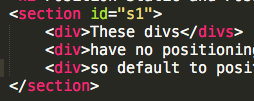 <section id="s1">
<div>These divs</divs>
<div>have no positioning
<div>so default to posit
</section>